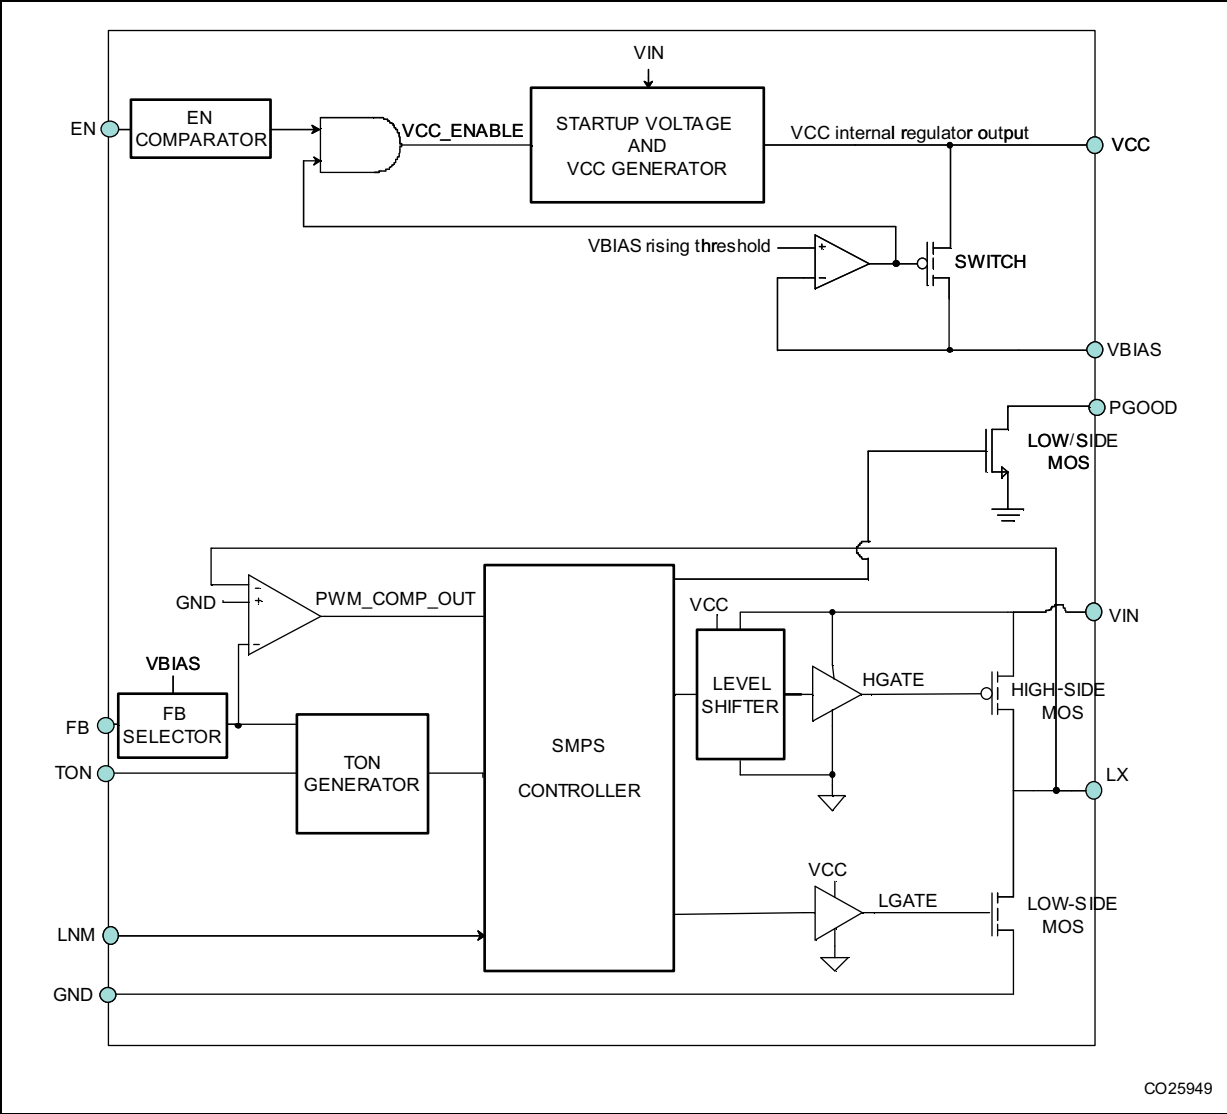 VIN
EN
EN
COMPARATOR
VCC_ENABLE
STARTUP VOLTAGE
AND
VCC GENERATOR
VCC internal regulator output
VCC
VBIAS rising threshold
+
-
SWITCH
VBIAS
PGOOD
LOW/SIDE
MOS
-
GND
+
-
PWM_COMP_OUT
VCC
VIN
VBIAS
FB
FB
SELECTOR
TON
TON
GENERATOR
SMPS
CONTROLLER
LEVEL
SHIFTER
HGATE
HIGH-SIDE
MOS
LX
VCC
LGATE
LOW-SIDE
MOS
LNM
GND
CO25949